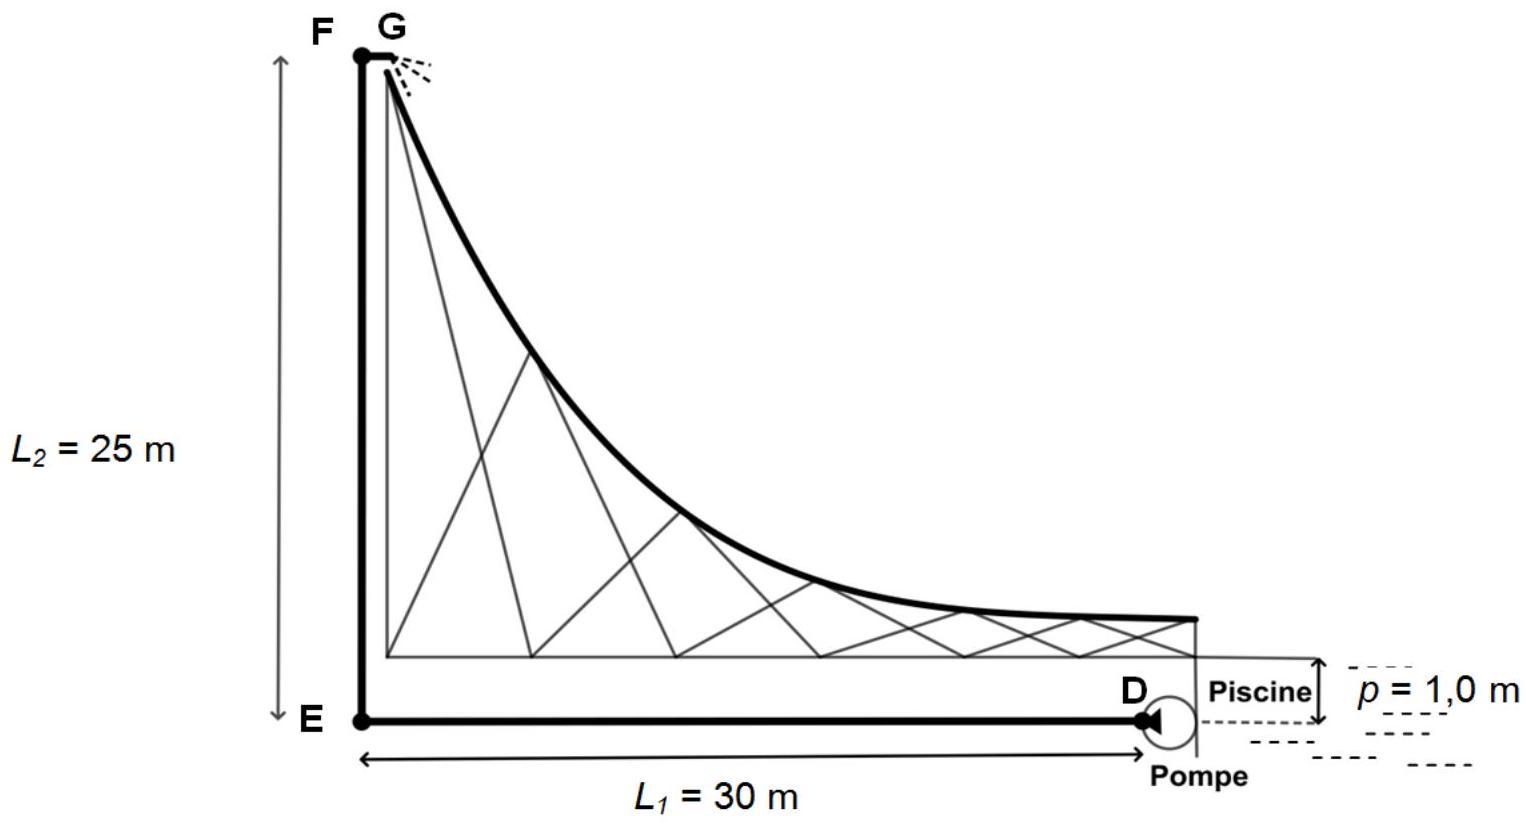 F G
L₂ = 25 m
E
D
Piscine
p = 1,0 m
Pompe
L₁ = 30 m